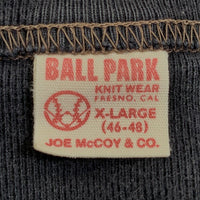 BALL PARK
KNIT WEAR
FRESNO, CAL
X-LARGE
(46-48)
JOE McCOY & CO.